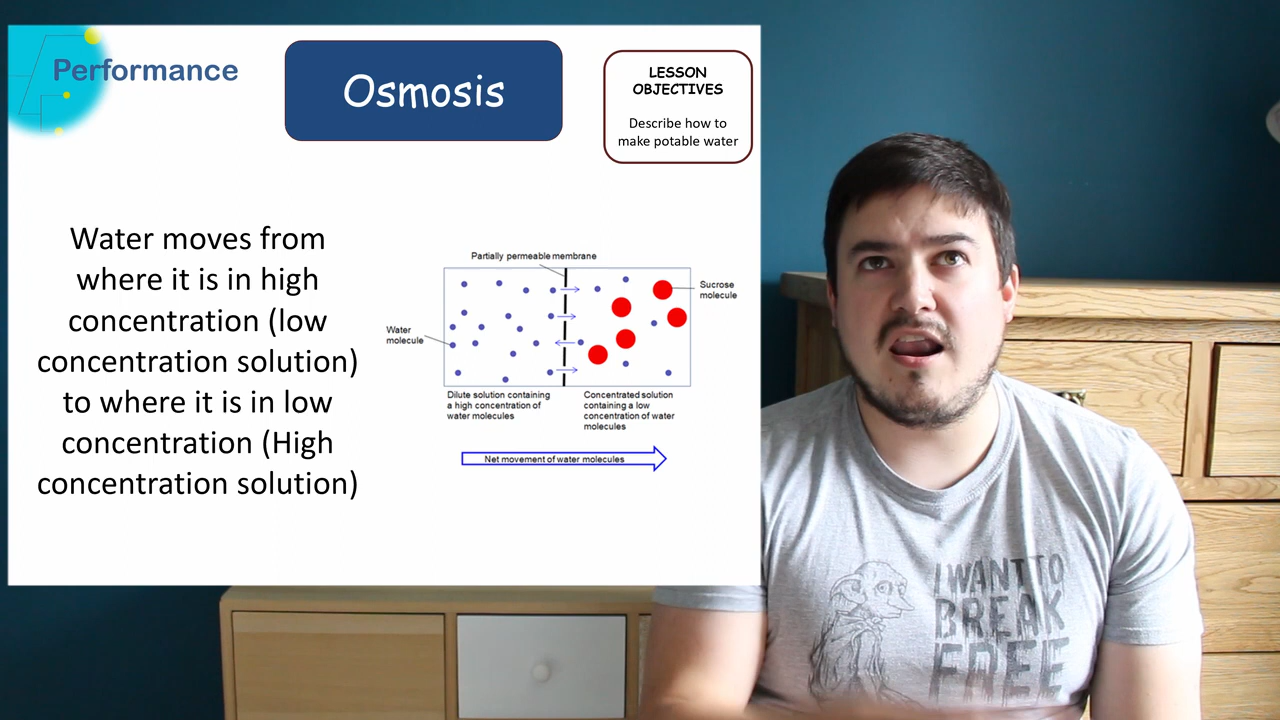 Performance
Osmosis
LESSON
OBJECTIVES
Describe how to
make potable water
Water moves from
where it is in high
concentration (low
concentration solution)
to where it is in low
concentration (High
concentration solution)
Partially permeable membrane
Sucrose
molecule
Water
molecule
Dilute solution containing
a high concentration of
water molecules
Concentrated solution
containing a low
concentration of water
molecules
Net movement of water molecules
I WANT TO
BREAK
FREE